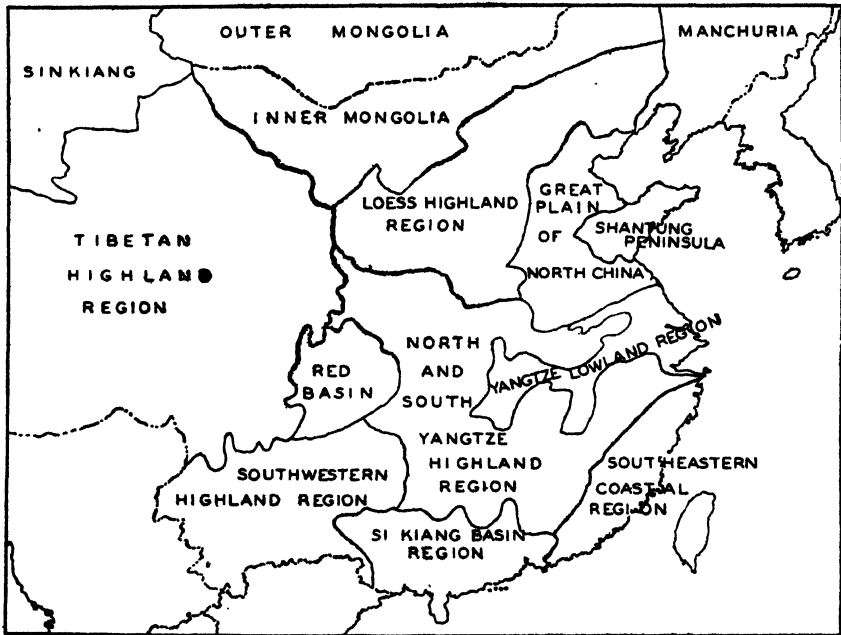 OUTER MONGOLIA
MANCHURIA
SINKIANG
INNER MONGOLIA
LOESS HIGHLAND
REGION
GREAT
PLAIN
OF
NORTH CHINA
SHANTUNG
PENINSULA
TIBETAN
HIGHLAND
REGION
RED
BASIN
NORTH
AND
SOUTH
YANGTZE
HIGHLAND
REGION
YANGTZE LOWLAND REGION
SOUTHWESTERN
HIGHLAND REGION
SOUTHEASTERN
COASTAL
REGION
SI KIANG BASIN
REGION